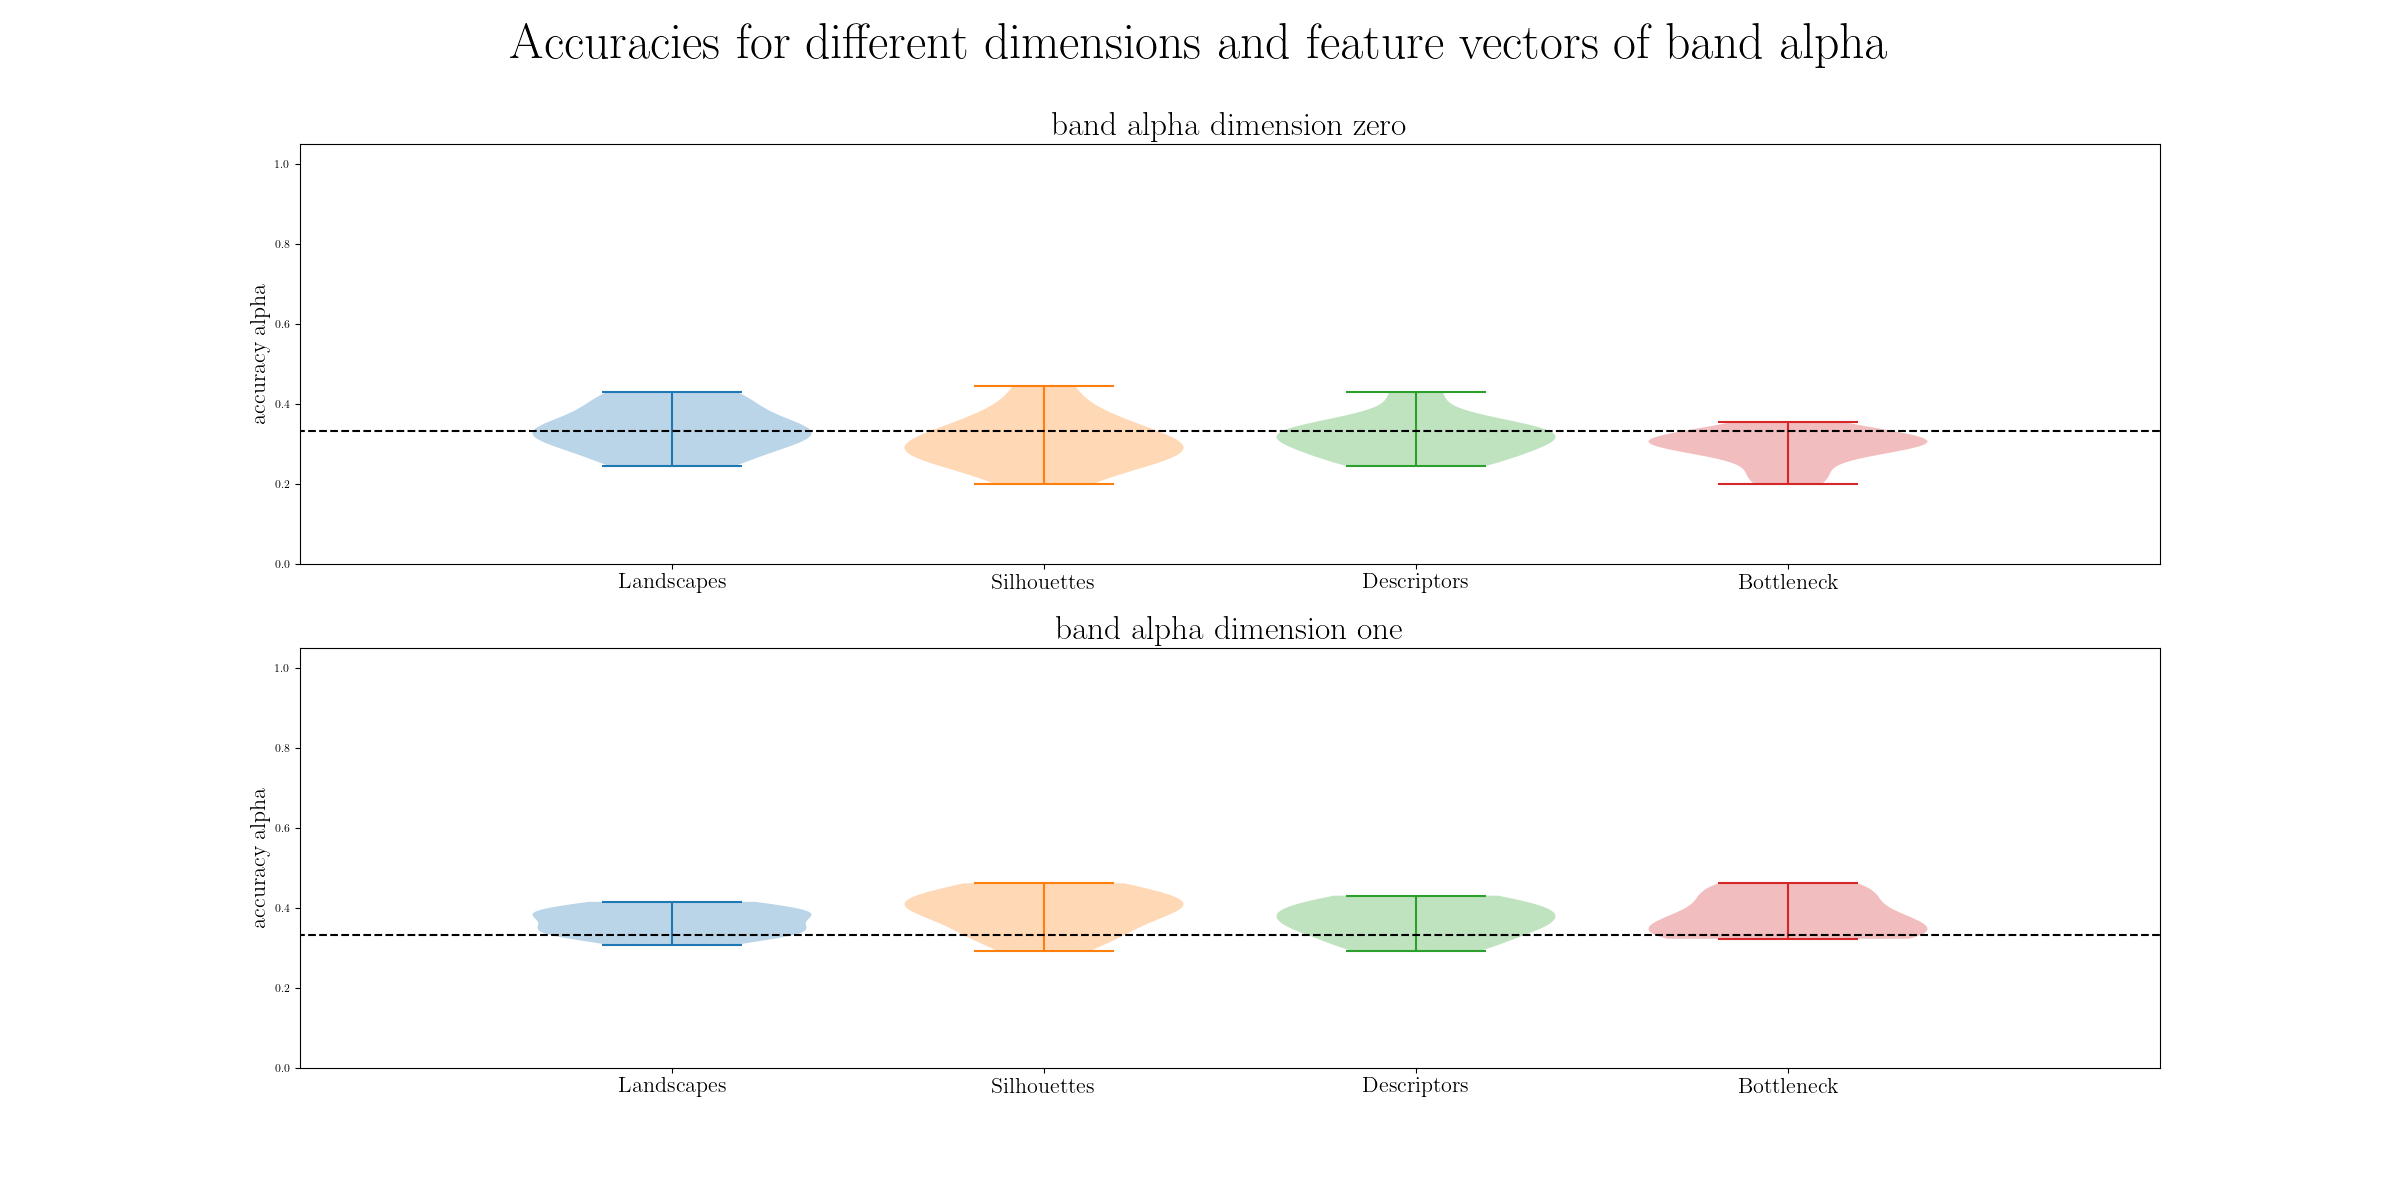 Accuracies for different dimensions and feature vectors of band alpha
band alpha dimension zero
1.0
0.8
0.6
0.4
0.2
0.0
accuracy alpha
Landscapes Silhouettes Descriptors Bottleneck
band alpha dimension one
1.0
0.8
0.6
0.4
0.2
0.0
accuracy alpha
Landscapes Silhouettes Descriptors Bottleneck